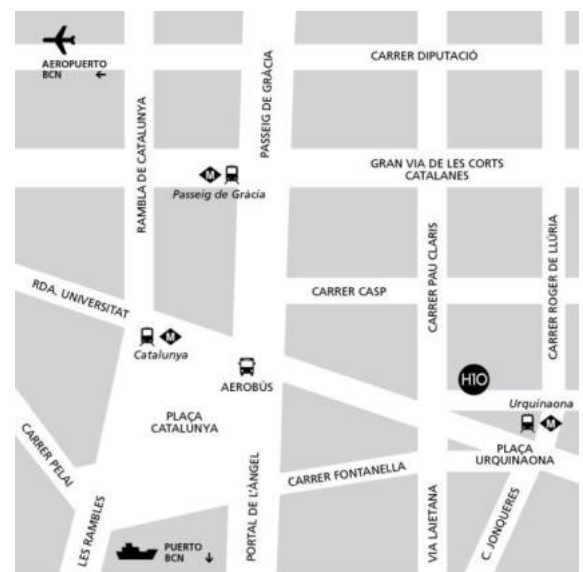 AEROPUERTO
BCN ←
CARRER DIPUTACIÓ
PASSEIG DE GRÀCIA
RAMBLA DE CATALUNYA
M
Passeig de Gràcia
GRAN VIA DE LES CORTS
CATALANES
CARRER PAU CLARIS
CARRER ROGER DE LLÚRIA
RDA. UNIVERSITAT
CARRER CASP
M
Catalunya
AEROBÚS
H10
Urquinaona
M
PLAÇA
CATALUNYA
PLAÇA
URQUINAONA
CARRER PELAI
CARRER FONTANELLA
LES RAMBLES
PORTAL DE L'ÀNGEL
VIA LAIETANA
C. JONQUERES
PUERTO
BCN ↓